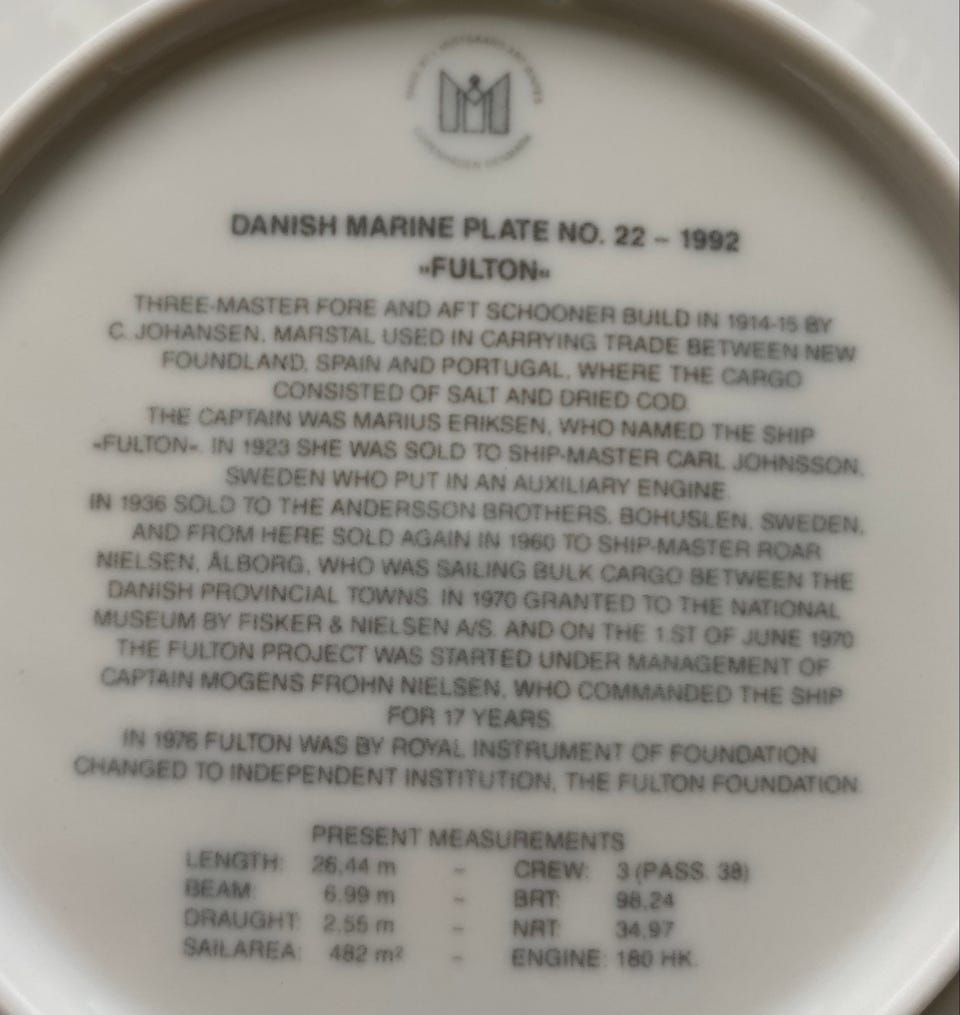 DANISH MARINE PLATE NO. 22 – 1992
»FULTON«
THREE-MASTER FORE AND AFT SCHOONER BUILD IN 1914-15 BY
C. JOHANSEN, MARSTAL USED IN CARRYING TRADE BETWEEN NEW
FOUNDLAND, SPAIN AND PORTUGAL, WHERE THE CARGO
CONSISTED OF SALT AND DRIED COD.
THE CAPTAIN WAS MARIUS ERIKSEN, WHO NAMED THE SHIP
»FULTON«. IN 1923 SHE WAS SOLD TO SHIP-MASTER CARL JOHNSSON,
SWEDEN WHO PUT IN AN AUXILIARY ENGINE.
IN 1936 SOLD TO THE ANDERSSON BROTHERS, BOHUSLEN, SWEDEN,
AND FROM HERE SOLD AGAIN IN 1960 TO SHIP-MASTER ROAR
NIELSEN, ÅLBORG, WHO WAS SAILING BULK CARGO BETWEEN THE
DANISH PROVINCIAL TOWNS. IN 1970 GRANTED TO THE NATIONAL
MUSEUM BY FISKER & NIELSEN A/S. AND ON THE 1.ST OF JUNE 1970
THE FULTON PROJECT WAS STARTED UNDER MANAGEMENT OF
CAPTAIN MOGENS FROHN NIELSEN, WHO COMMANDED THE SHIP
FOR 17 YEARS.
IN 1976 FULTON WAS BY ROYAL INSTRUMENT OF FOUNDATION
CHANGED TO INDEPENDENT INSTITUTION, THE FULTON FOUNDATION.
PRESENT MEASUREMENTS
LENGTH: 26,44 m – CREW: 3 (PASS. 38)
BEAM: 6.99 m – BRT: 98,24
DRAUGHT: 2.55 m – NRT: 34,97
SAILAREA: 482 m² – ENGINE: 180 HK.